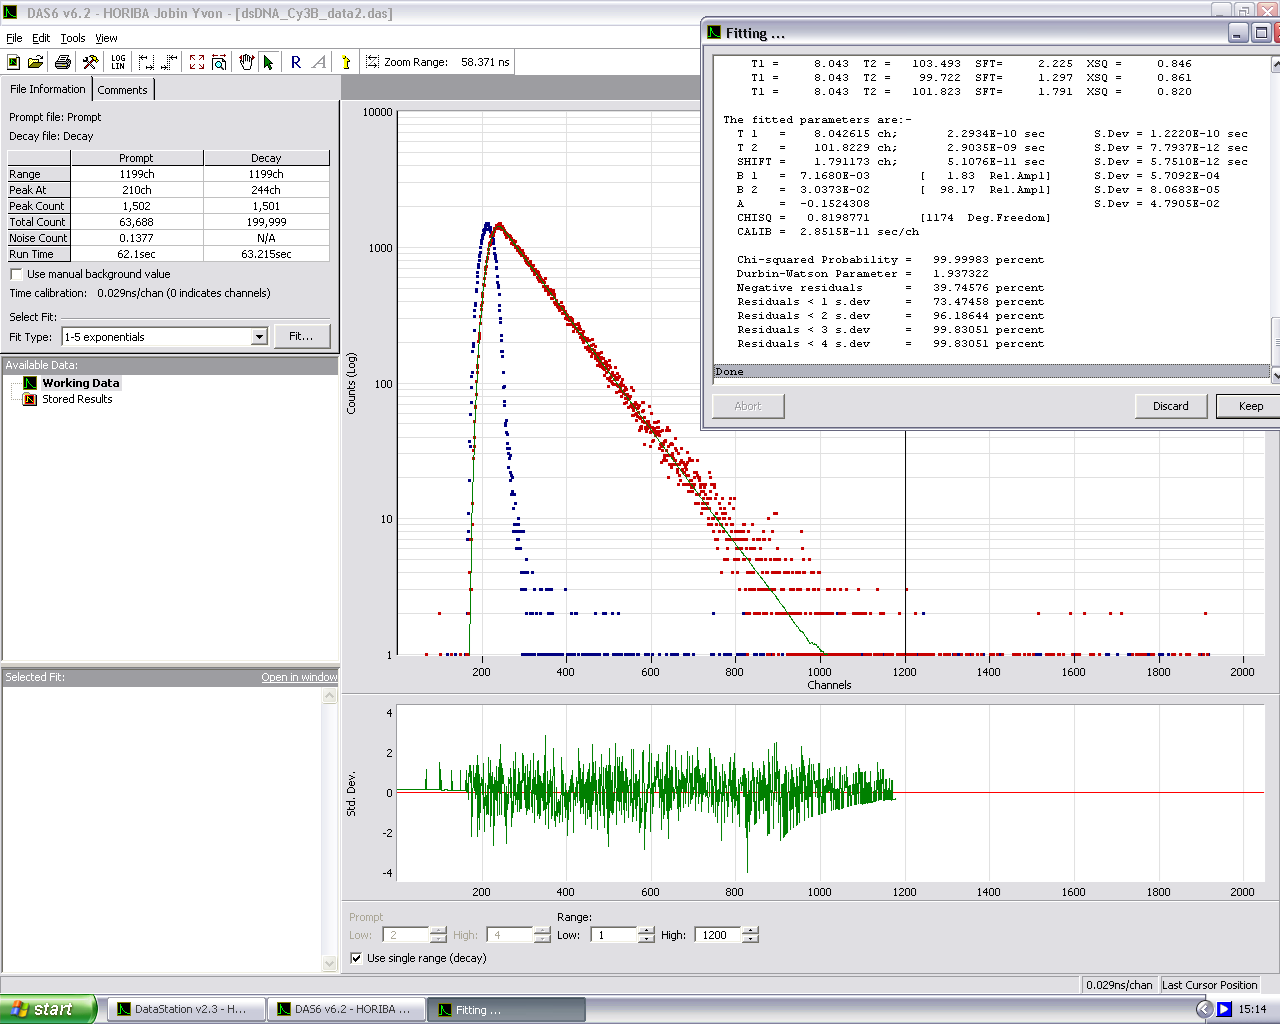 DAS6 v6.2 - HORIBA Jobin Yvon - [dsDNA_Cy3B_data2.das]
File Edit Tools View
LOG LIN R A Zoom Range: 58.371 ns
File Information Comments
Prompt file: Prompt
Decay file: Decay
Prompt Decay
Range 1199ch 1199ch
Peak At 210ch 244ch
Peak Count 1,502 1,501
Total Count 63,688 199,999
Noise Count 0.1377 N/A
Run Time 62.1sec 63.215sec
Use manual background value
Time calibration: 0.029ns/chan (0 indicates channels)
Select Fit:
Fit Type: 1-5 exponentials Fit...
Available Data:
Working Data
Stored Results
Selected Fit: Open in window
Fitting ...
T1 = 8.043 T2 = 103.493 SFT= 2.225 XSQ = 0.846
T1 = 8.043 T2 = 99.722 SFT= 1.297 XSQ = 0.861
T1 = 8.043 T2 = 101.823 SFT= 1.791 XSQ = 0.820
The fitted parameters are:-
T 1 = 8.042615 ch; 2.2934E-10 sec S.Dev = 1.2220E-10 sec
T 2 = 101.8229 ch; 2.9035E-09 sec S.Dev = 7.7937E-12 sec
SHIFT = 1.791173 ch; 5.1076E-11 sec S.Dev = 5.7510E-12 sec
B 1 = 7.1680E-03 [ 1.83 Rel.Ampl] S.Dev = 5.7092E-04
B 2 = 3.0373E-02 [ 98.17 Rel.Ampl] S.Dev = 8.0683E-05
A = -0.1524308 S.Dev = 4.7905E-02
CHISQ = 0.8198771 [1174 Deg.Freedom]
CALIB = 2.8515E-11 sec/ch
Chi-squared Probability = 99.99983 percent
Durbin-Watson Parameter = 1.937322
Negative residuals = 39.74576 percent
Residuals < 1 s.dev = 73.47458 percent
Residuals < 2 s.dev = 96.18644 percent
Residuals < 3 s.dev = 99.83051 percent
Residuals < 4 s.dev = 99.83051 percent
Done
Abort Discard Keep
Counts (Log)
10000
1000
100
10
1
200 400 600 800 1000 1200 1400 1600 1800 2000
Channels
Std. Dev.
4
2
0
-2
-4
200 400 600 800 1000 1200 1400 1600 1800 2000
Prompt Range:
Low: 2 High: 4 Low: 1 High: 1200
Use single range (decay)
0.029ns/chan Last Cursor Position
start DataStation v2.3 - H... DAS6 v6.2 - HORIBA ... Fitting ... 15:14